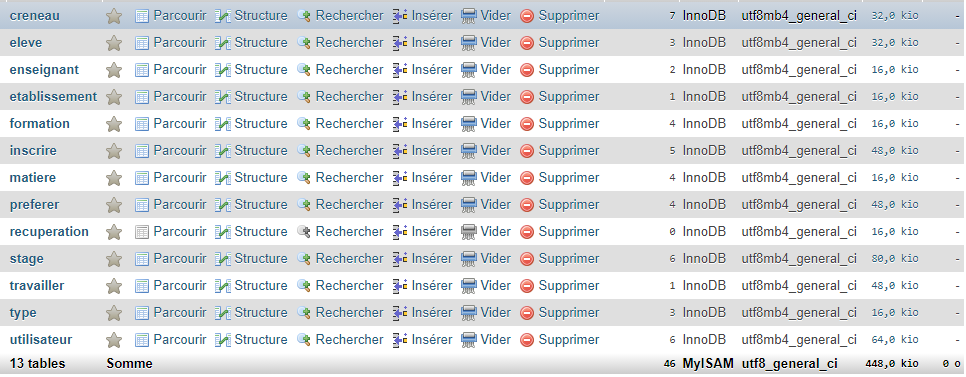 creneau Parcourir Structure Rechercher Insérer Vider Supprimer 7 InnoDB utf8mb4_general_ci 32,0 kio -
eleve Parcourir Structure Rechercher Insérer Vider Supprimer 3 InnoDB utf8mb4_general_ci 32,0 kio -
enseignant Parcourir Structure Rechercher Insérer Vider Supprimer 2 InnoDB utf8mb4_general_ci 16,0 kio -
etablissement Parcourir Structure Rechercher Insérer Vider Supprimer 1 InnoDB utf8mb4_general_ci 16,0 kio -
formation Parcourir Structure Rechercher Insérer Vider Supprimer 4 InnoDB utf8mb4_general_ci 16,0 kio -
inscrire Parcourir Structure Rechercher Insérer Vider Supprimer 5 InnoDB utf8mb4_general_ci 48,0 kio -
matiere Parcourir Structure Rechercher Insérer Vider Supprimer 4 InnoDB utf8mb4_general_ci 16,0 kio -
preferer Parcourir Structure Rechercher Insérer Vider Supprimer 4 InnoDB utf8mb4_general_ci 48,0 kio -
recuperation Parcourir Structure Rechercher Insérer Vider Supprimer 0 InnoDB utf8mb4_general_ci 16,0 kio -
stage Parcourir Structure Rechercher Insérer Vider Supprimer 6 InnoDB utf8mb4_general_ci 80,0 kio -
travailler Parcourir Structure Rechercher Insérer Vider Supprimer 1 InnoDB utf8mb4_general_ci 48,0 kio -
type Parcourir Structure Rechercher Insérer Vider Supprimer 3 InnoDB utf8mb4_general_ci 16,0 kio -
utilisateur Parcourir Structure Rechercher Insérer Vider Supprimer 6 InnoDB utf8mb4_general_ci 64,0 kio -
13 tables Somme 46 MyISAM utf8_general_ci 448,0 kio 0 o